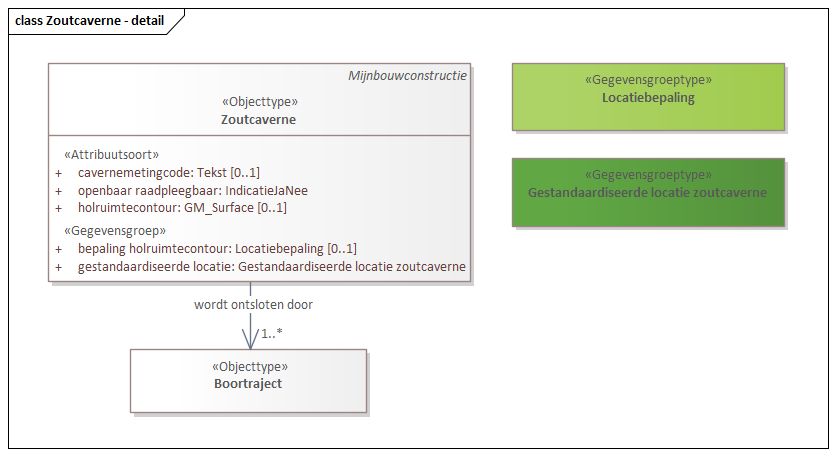 class Zoutcaverne - detail
Mijnbouwconstructie
«Objecttype»
Zoutcaverne
«Attribuutsoort»
+ cavernemetingcode: Tekst [0..1]
+ openbaar raadpleegbaar: IndicatieJaNee
+ holruimtecontour: GM_Surface [0..1]
«Gegevensgroep»
+ bepaling holruimtecontour: Locatiebepaling [0..1]
+ gestandaardiseerde locatie: Gestandaardiseerde locatie zoutcaverne
«Gegevensgroeptype»
Locatiebepaling
«Gegevensgroeptype»
Gestandaardiseerde locatie zoutcaverne
wordt ontsloten door
1..*
«Objecttype»
Boortraject